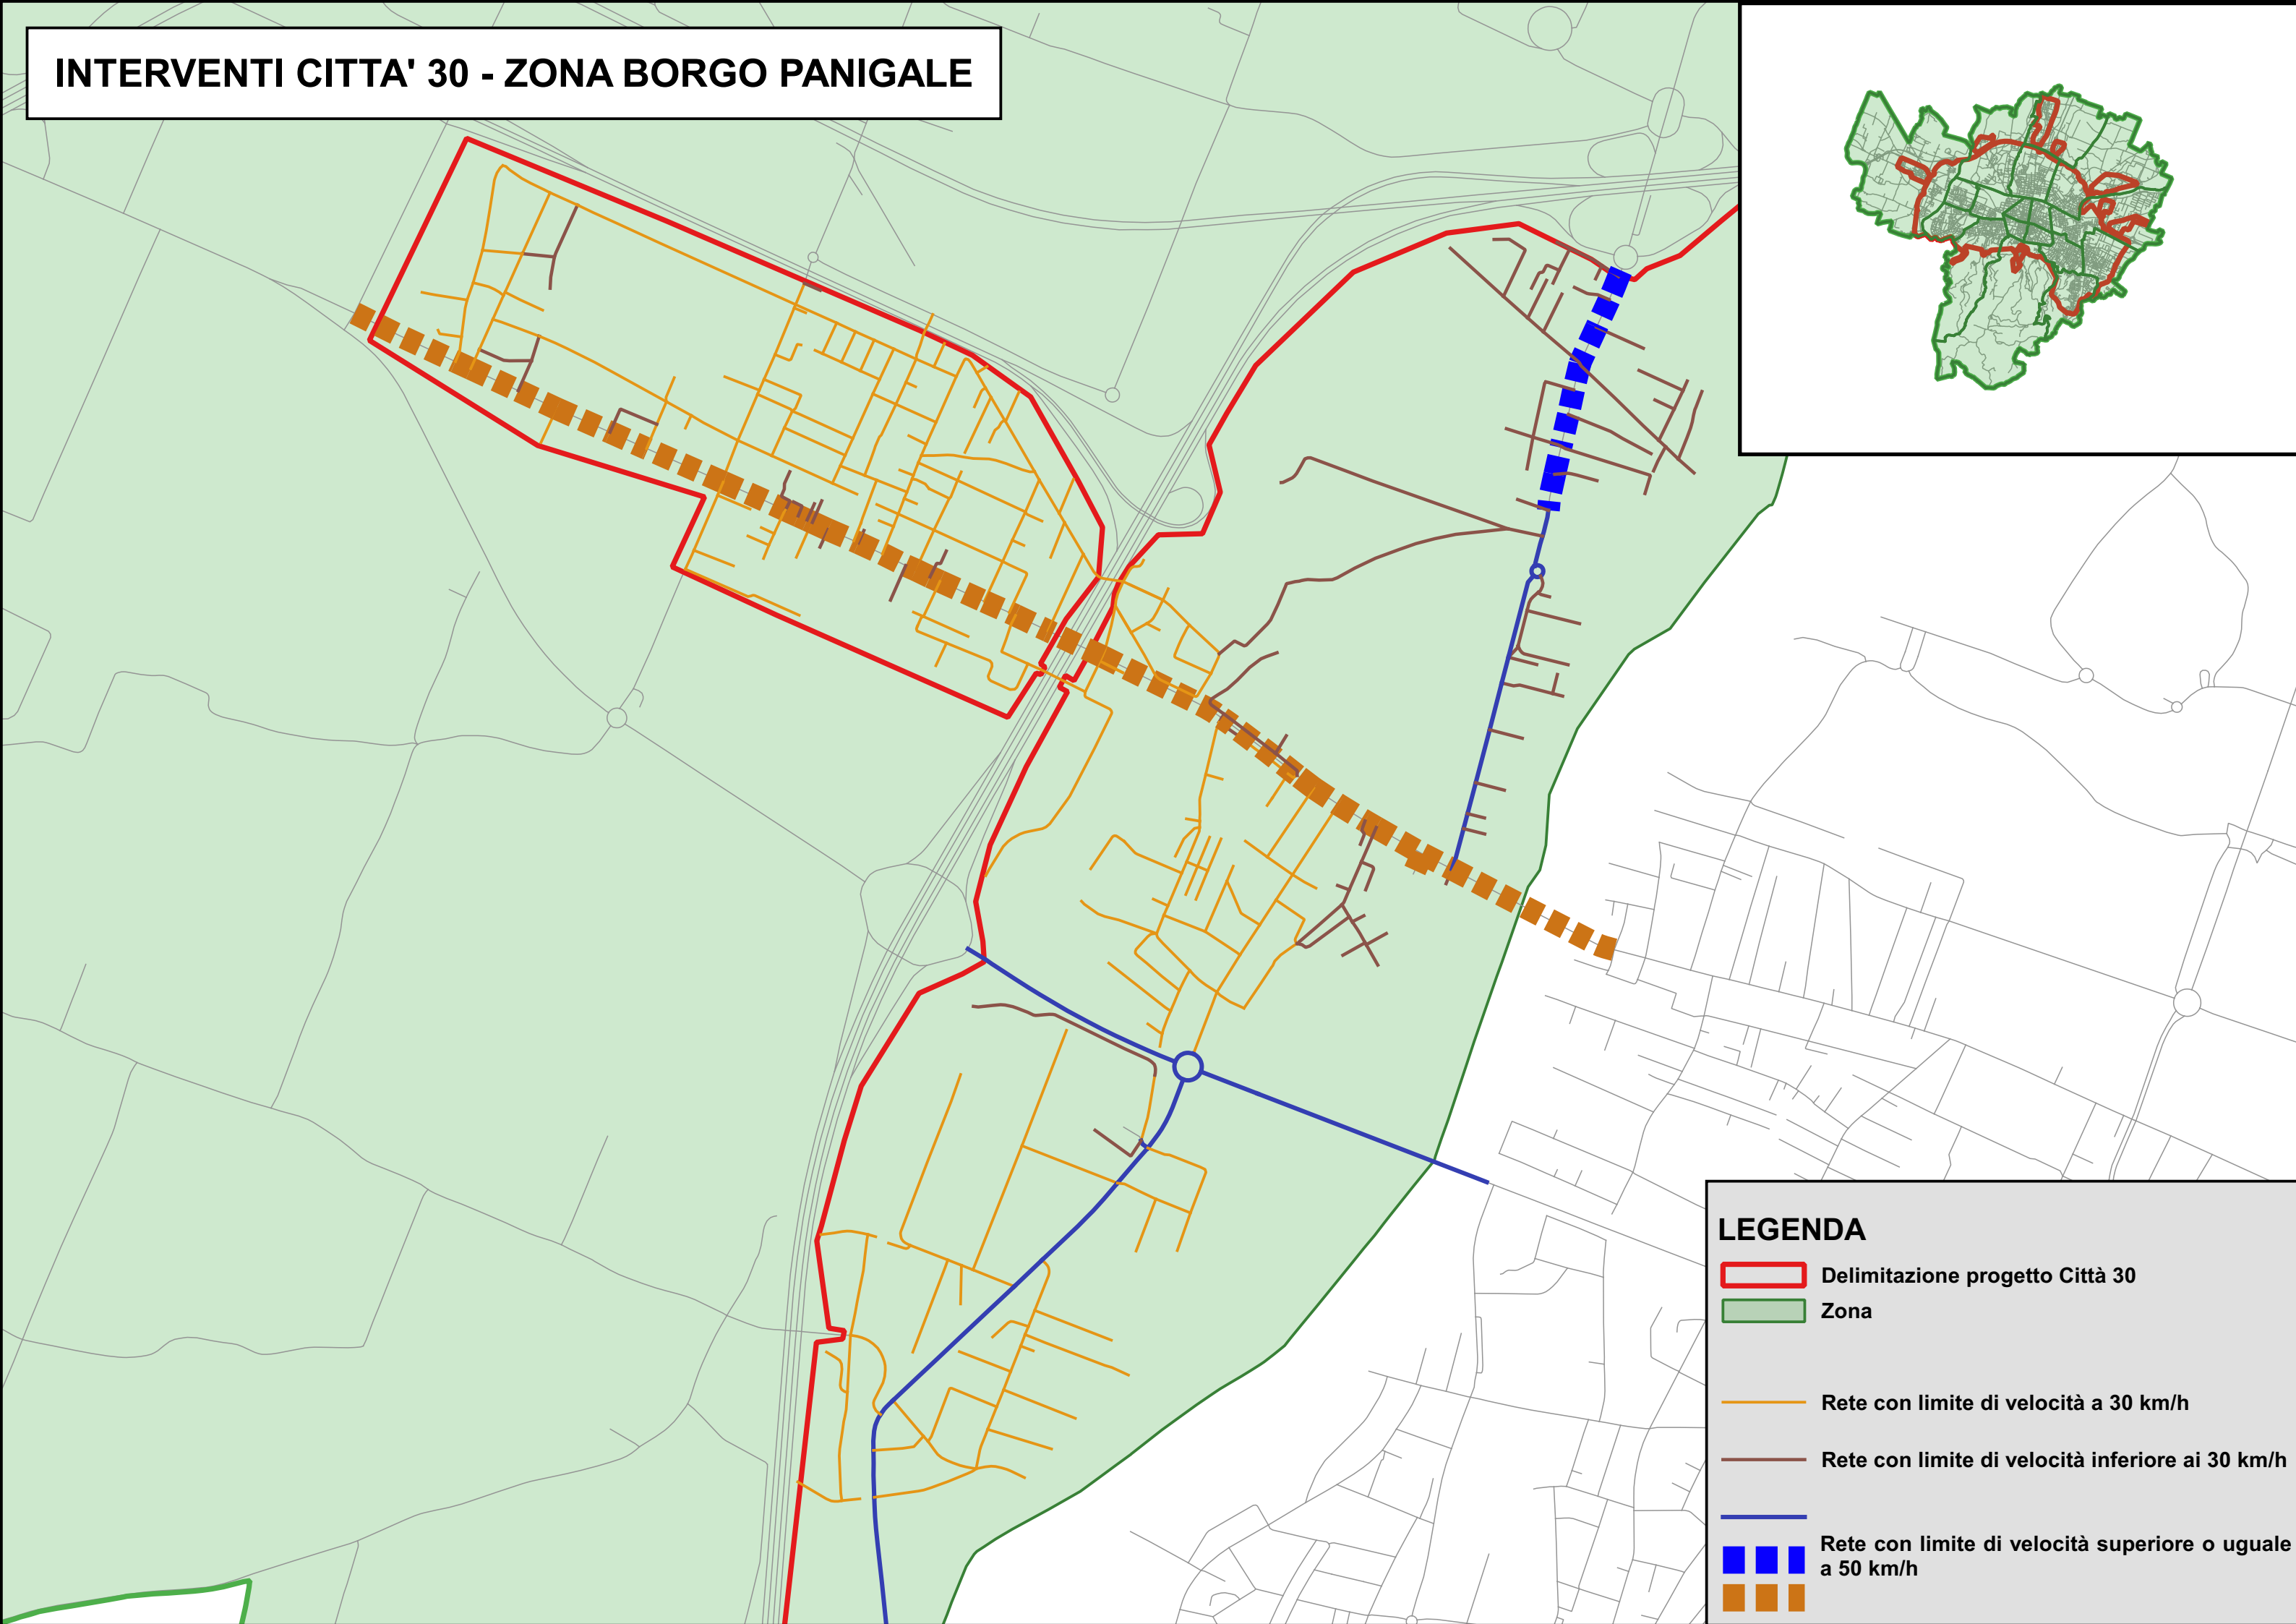 INTERVENTI CITTA' 30 - ZONA BORGO PANIGALE
LEGENDA
Delimitazione progetto Città 30
Zona
Rete con limite di velocità a 30 km/h
Rete con limite di velocità inferiore ai 30 km/h
Rete con limite di velocità superiore o uguale
a 50 km/h